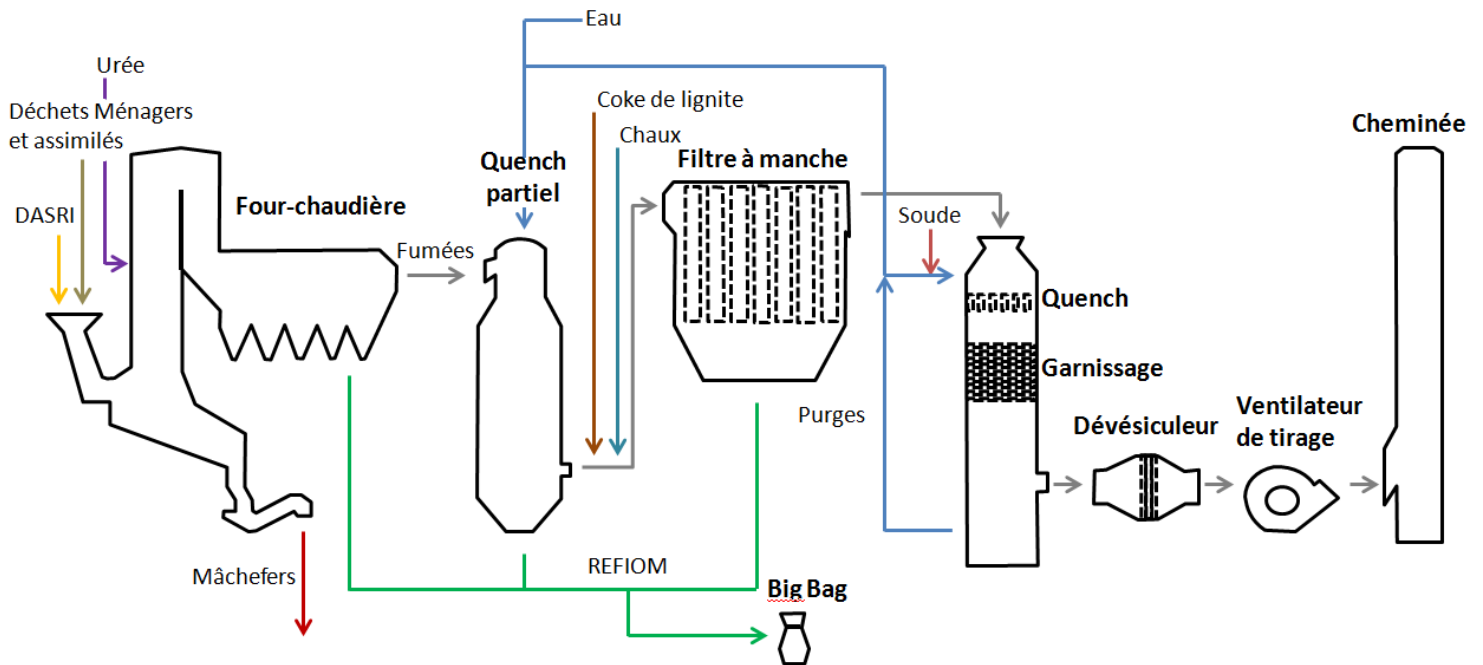 Eau
Urée
Déchets Ménagers
et assimilés
Coke de lignite
Chaux
Cheminée
Quench
partiel
Filtre à manche
DASRI
Four-chaudière
Soude
Fumées
Quench
Garnissage
Purges
Dévésiculeur
Ventilateur
de tirage
Mâchefers
REFIOM
Big Bag